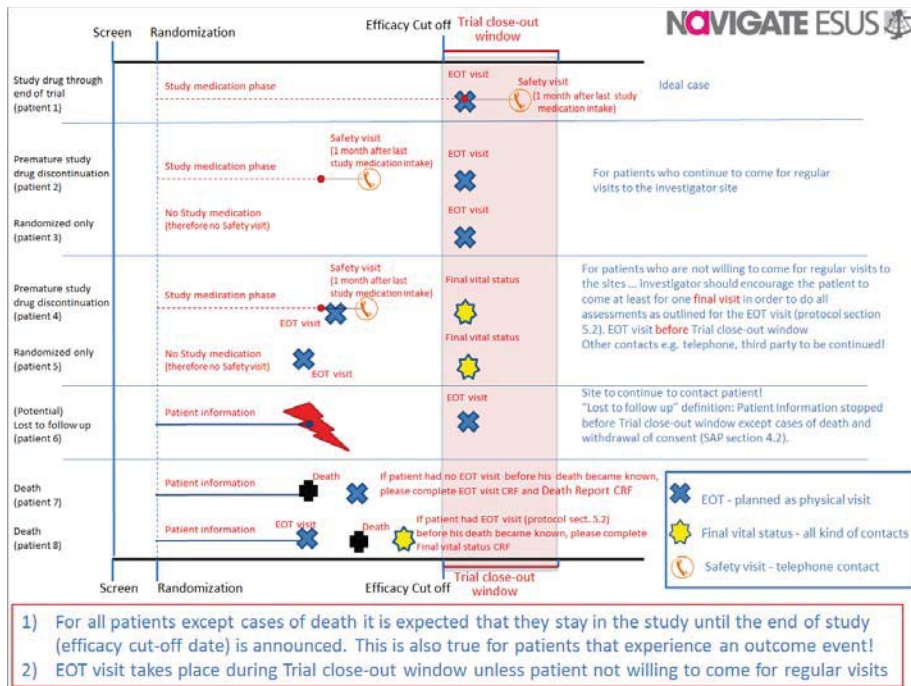 NAVIGATE ESUS
Screen
Randomization
Efficacy Cut off
Trial close-out
window
Study drug through
end of trial
(patient 1)
Study medication phase
EOT visit
Safety visit
(1 month after last study
medication intake)
Ideal case
Premature study
drug discontinuation
(patient 2)
Study medication phase
Safety visit
(1 month after last
study medication intake)
EOT visit
For patients who continue to come for regular
visits to the investigator site
Randomized only
(patient 3)
No Study medication
(therefore no Safety visit)
EOT visit
Premature study
drug discontinuation
(patient 4)
Study medication phase
Safety visit
(1 month after last
study medication intake)
EOT visit
Final vital status
For patients who are not willing to come for regular visits to
the sites ... Investigator should encourage the patient to
come at least for one final visit in order to do all
assessments as outlined for the EOT visit (protocol section
5.2). EOT visit before Trial close-out window
Other contacts e.g. telephone, third party to be continued!
Randomized only
(patient 5)
No Study medication
(therefore no Safety visit)
EOT visit
Final vital status
(Potential)
Lost to follow up
(patient 6)
Patient information
EOT visit
Site to continue to contact patient!
"Lost to follow up" definition: Patient Information stopped
before Trial close-out window except cases of death and
withdrawal of consent (SAP section 4.2).
Death
(patient 7)
Patient information
Death
If patient had no EOT visit before his death became known,
please complete EOT visit CRF and Death Report CRF
Death
(patient 8)
Patient information
EOT visit
Death
If patient had EOT visit (protocol sect. 5.2)
before his death became known, please complete
Final vital status CRF
EOT - planned as physical visit
Final vital status - all kind of contacts
Safety visit - telephone contact
Screen
Randomization
Efficacy Cut off
Trial close-out
window
1) For all patients except cases of death it is expected that they stay in the study until the end of study
(efficacy cut-off date) is announced. This is also true for patients that experience an outcome event!
2) EOT visit takes place during Trial close-out window unless patient not willing to come for regular visits